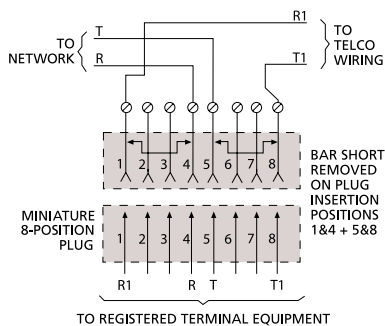 R1
TO
TELCO
WIRING
T1
TO
NETWORK
T
R
1 2 3 4 5 6 7 8
BAR SHORT
REMOVED
ON PLUG
INSERTION
POSITIONS
1&4 + 5&8
MINIATURE
8-POSITION
PLUG
1 2 3 4 5 6 7 8
R1 R T T1
TO REGISTERED TERMINAL EQUIPMENT